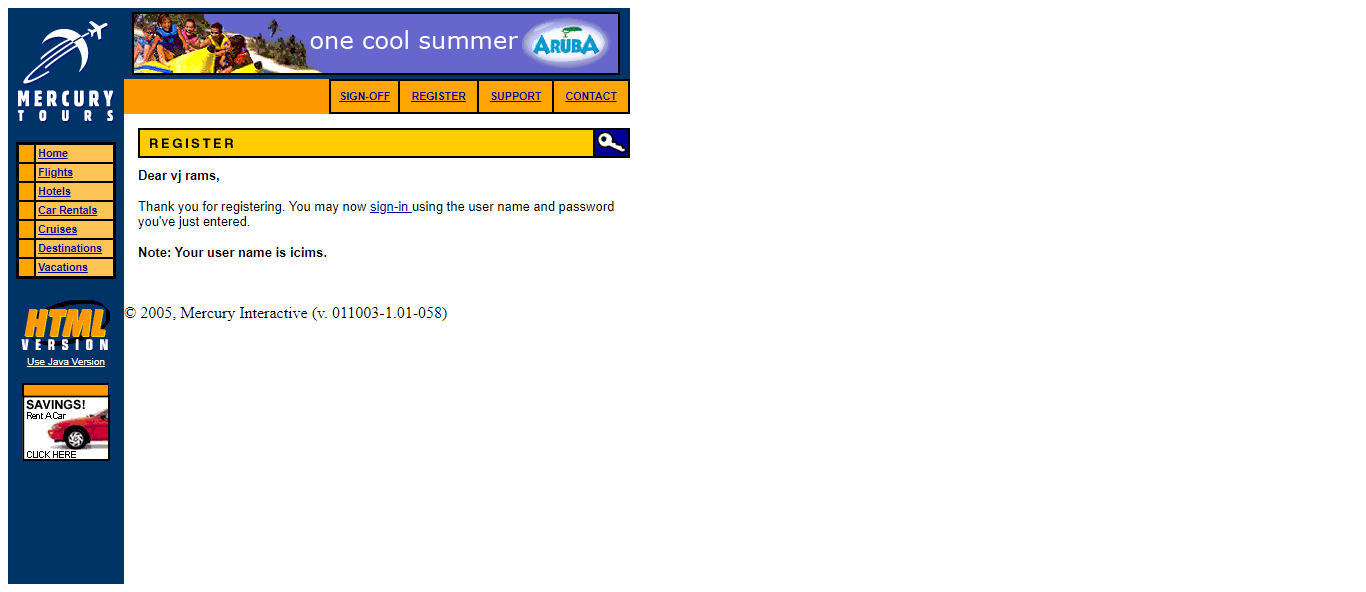 one cool summer ARUBA
MERCURY
TOURS
SIGN-OFF REGISTER SUPPORT CONTACT
REGISTER
Home
Flights
Hotels
Car Rentals
Cruises
Destinations
Vacations
Dear vj rams,
Thank you for registering. You may now sign-in using the user name and password
you've just entered.
Note: Your user name is icims.
© 2005, Mercury Interactive (v. 011003-1.01-058)
HTML
VERSION
Use Java Version
SAVINGS!
Rent A Car
CLICK HERE